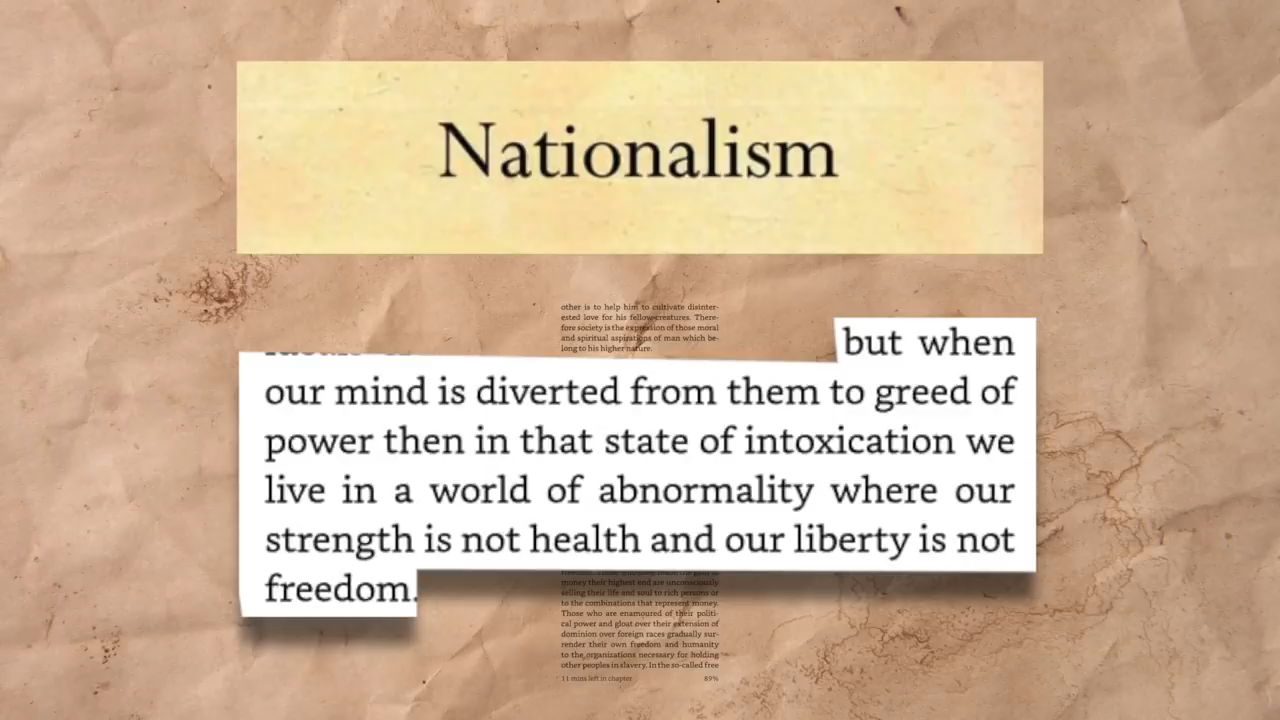 Nationalism
other is to help him to cultivate disinter-
ested love for his fellow-creatures. There-
fore society is the expression of those moral
and spiritual aspirations of man which be-
long to his higher nature.
but when
our mind is diverted from them to greed of
power then in that state of intoxication we
live in a world of abnormality where our
strength is not health and our liberty is not
freedom.
money their highest end are unconsciously
selling their life and soul to rich persons or
to the combinations that represent money.
Those who are enamoured of their politi-
cal power and gloat over their extension of
dominion over foreign races gradually sur-
render their own freedom and humanity
to the organizations necessary for holding
other peoples in slavery. In the so-called free
11 mins left in chapter 89%